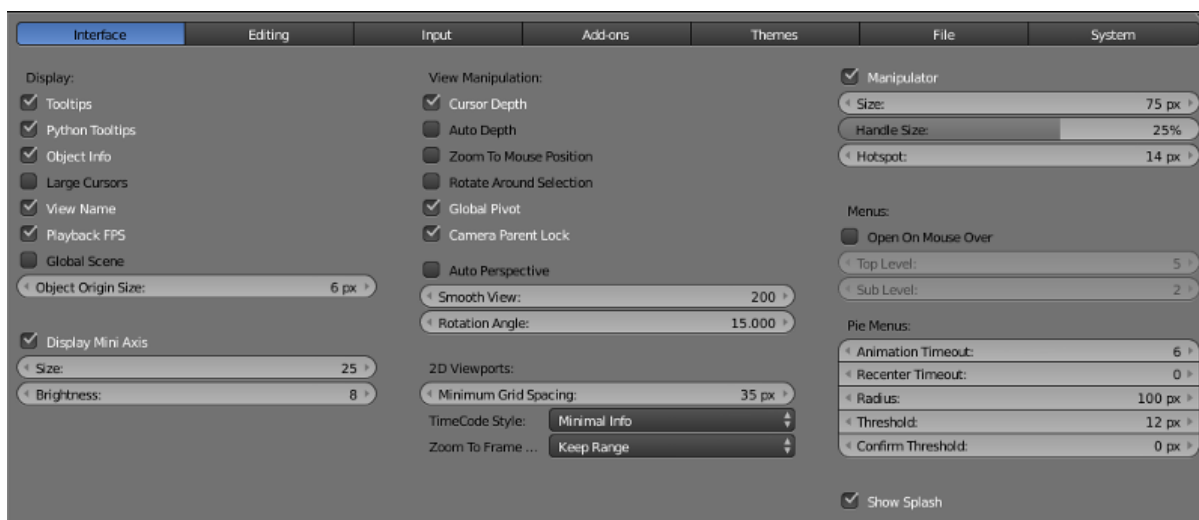 Interface Editing Input Add-ons Themes File System
Display:
Tooltips
Python Tooltips
Object Info
Large Cursors
View Name
Playback FPS
Global Scene
Object Origin Size: 6 px
Display Mini Axis
Size: 25
Brightness: 8
View Manipulation:
Cursor Depth
Auto Depth
Zoom To Mouse Position
Rotate Around Selection
Global Pivot
Camera Parent Lock
Auto Perspective
Smooth View: 200
Rotation Angle: 15.000
2D Viewports:
Minimum Grid Spacing: 35 px
TimeCode Style: Minimal Info
Zoom To Frame ... Keep Range
Manipulator
Size: 75 px
Handle Size: 25%
Hotspot: 14 px
Menus:
Open On Mouse Over
Top Level: 5
Sub Level: 2
Pie Menus:
Animation Timeout: 6
Recenter Timeout: 0
Radius: 100 px
Threshold: 12 px
Confirm Threshold: 0 px
Show Splash